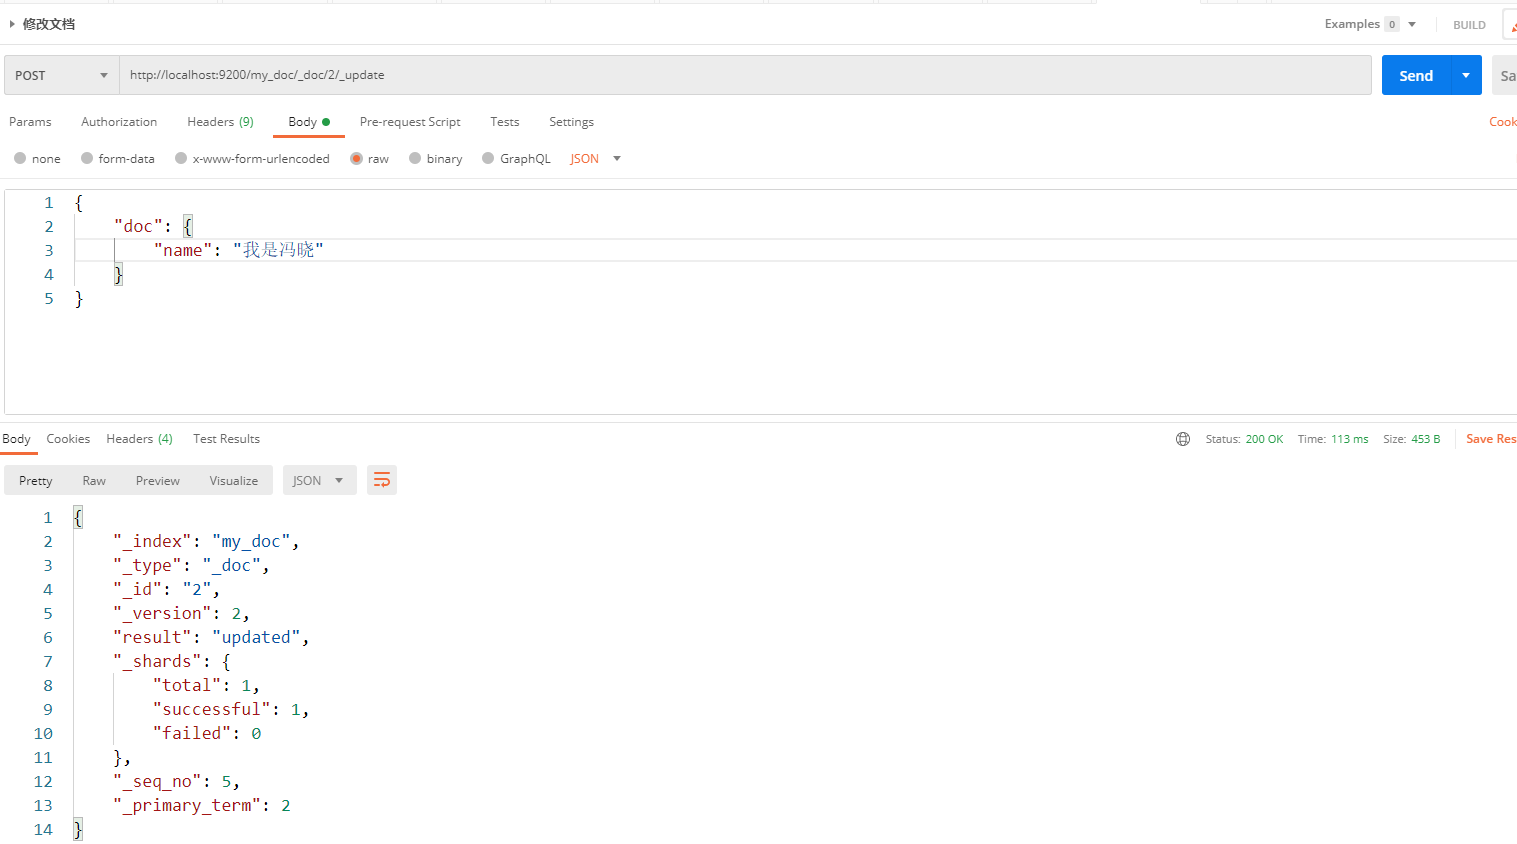 修改文档 Examples 0 BUILD
POST http://localhost:9200/my_doc/_doc/2/_update Send Sa
Params Authorization Headers (9) Body Pre-request Script Tests Settings Cook
none form-data x-www-form-urlencoded raw binary GraphQL JSON
1 {
2 "doc": {
3 "name": "我是冯晓"
4 }
5 }
Body Cookies Headers (4) Test Results Status: 200 OK Time: 113 ms Size: 453 B Save Res
Pretty Raw Preview Visualize JSON
1 {
2 "_index": "my_doc",
3 "_type": "_doc",
4 "_id": "2",
5 "_version": 2,
6 "result": "updated",
7 "_shards": {
8 "total": 1,
9 "successful": 1,
10 "failed": 0
11 },
12 "_seq_no": 5,
13 "_primary_term": 2
14 }